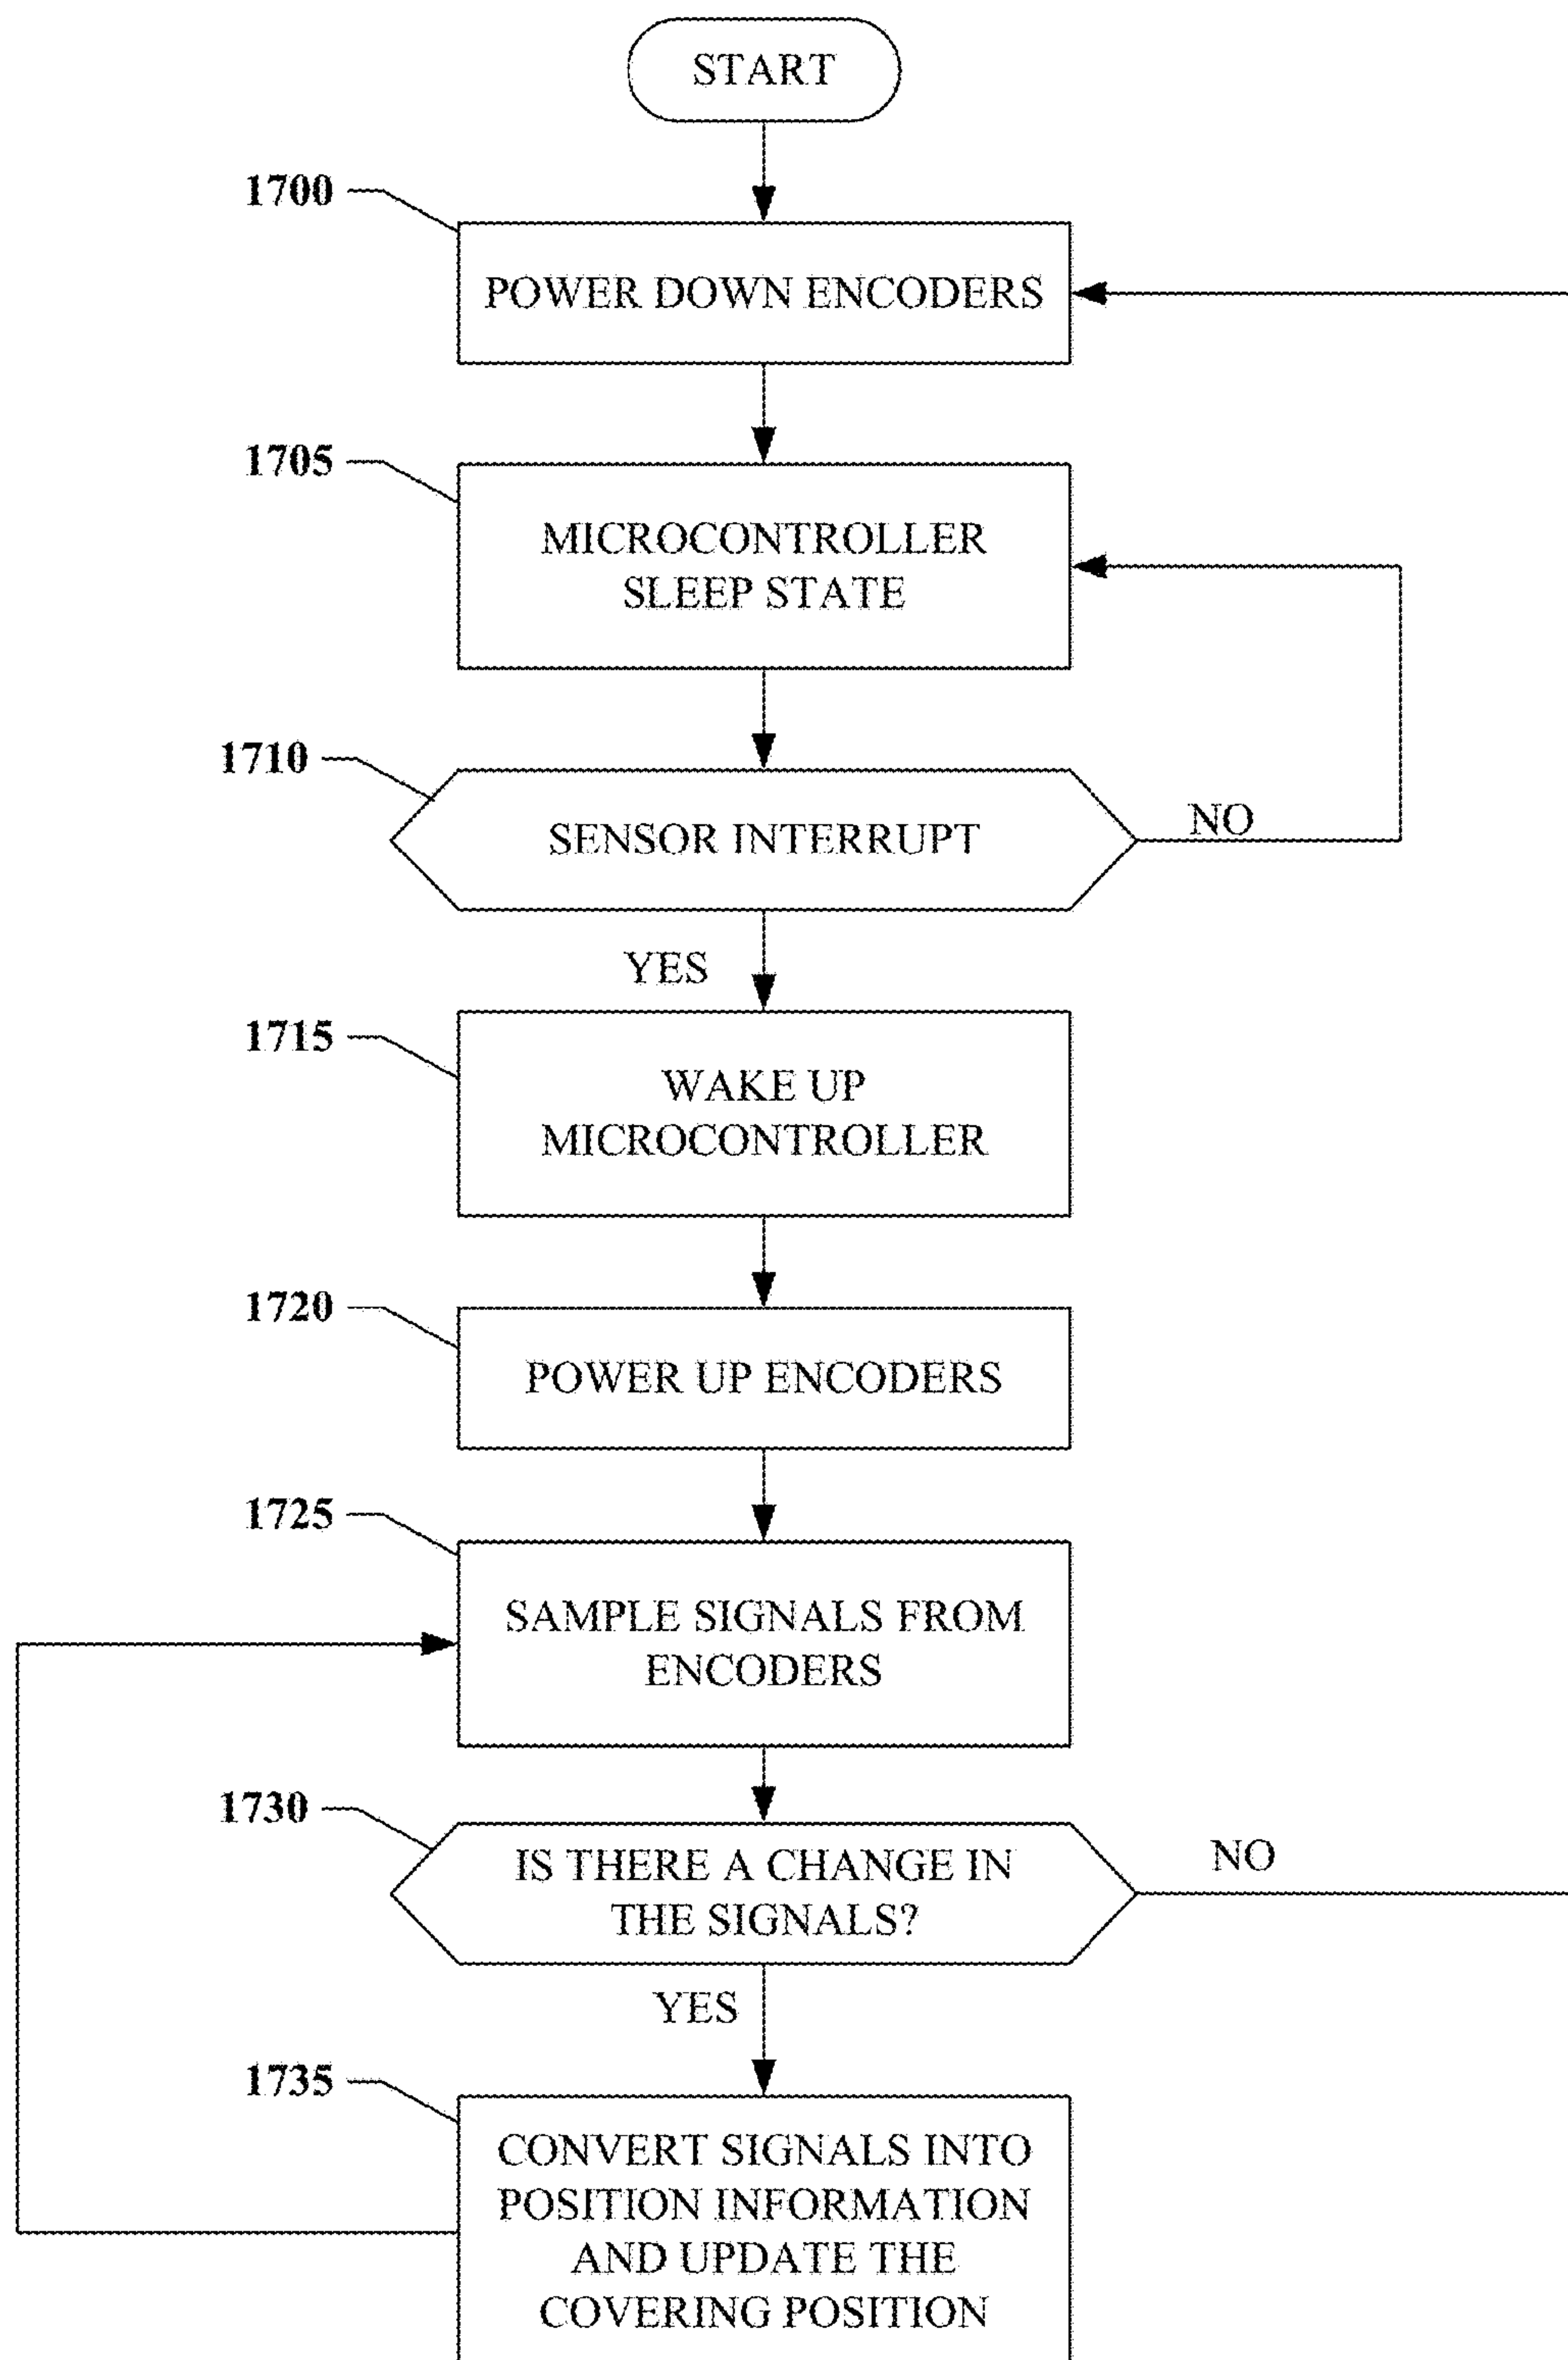 START
1700
POWER DOWN ENCODERS
1705
MICROCONTROLLER
SLEEP STATE
1710
SENSOR INTERRUPT
NO
YES
1715
WAKE UP
MICROCONTROLLER
1720
POWER UP ENCODERS
1725
SAMPLE SIGNALS FROM
ENCODERS
1730
IS THERE A CHANGE IN
THE SIGNALS?
NO
YES
1735
CONVERT SIGNALS INTO
POSITION INFORMATION
AND UPDATE THE
COVERING POSITION